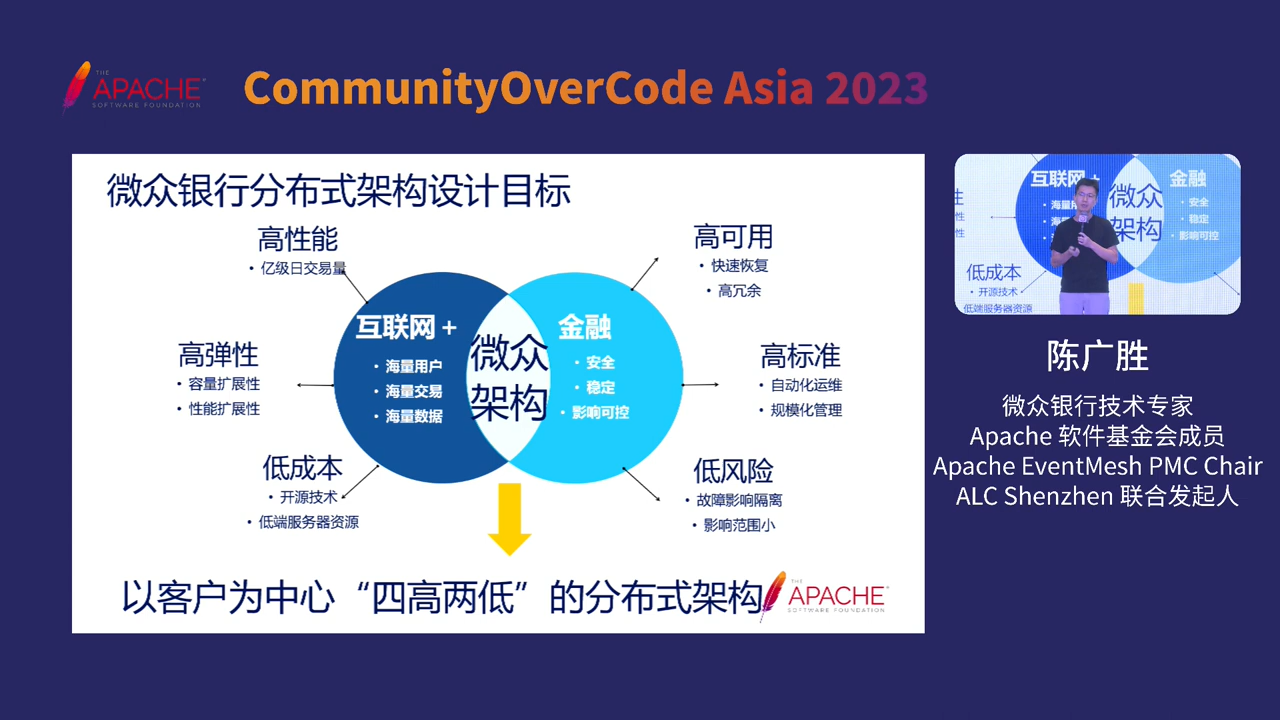 THE
APACHE
SOFTWARE FOUNDATION
CommunityOverCode Asia 2023
微众银行分布式架构设计目标
高性能
• 亿级日交易量
高弹性
• 容量扩展性
• 性能扩展性
低成本
• 开源技术
• 低端服务器资源
互联网 +
• 海量用户
• 海量交易
• 海量数据
微众
架构
金融
• 安全
• 稳定
• 影响可控
高可用
• 快速恢复
• 高冗余
高标准
• 自动化运维
• 规模化管理
低风险
• 故障影响隔离
• 影响范围小
以客户为中心“四高两低”的分布式架构
THE
APACHE
SOFTWARE FOUNDATION
互联网 +
• 海量用
• 海
微众
架构
金融
• 安全
• 稳定
• 影响可控
性
性
性
低成本
• 开源技术
低端服务器资源
陈广胜
微众银行技术专家
Apache 软件基金会成员
Apache EventMesh PMC Chair
ALC Shenzhen 联合发起人